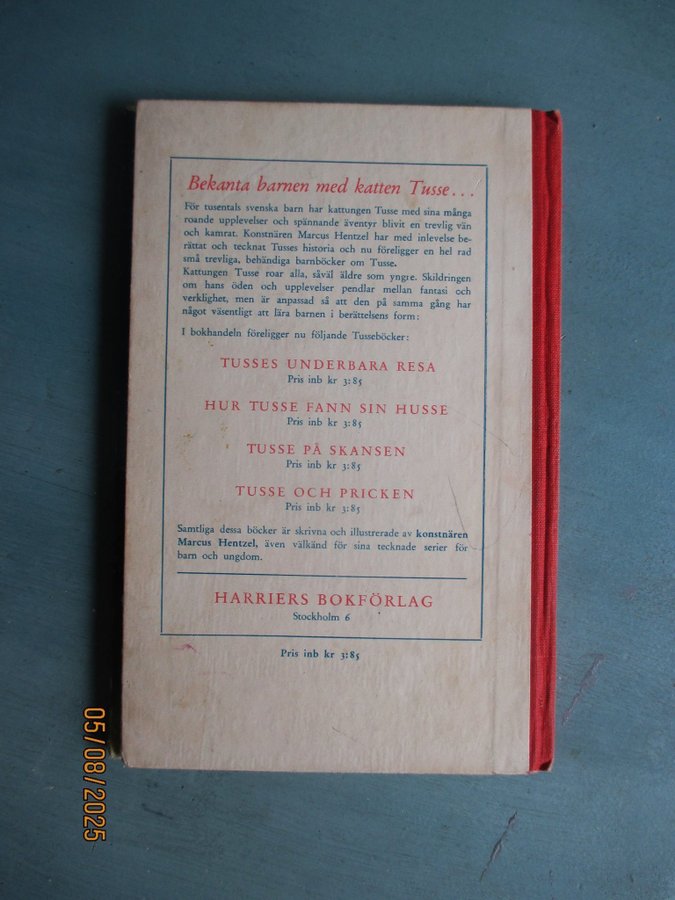 Bekanta barnen med katten Tusse...
För tusentals svenska barn har kattungen Tusse med sina många
roande upplevelser och spännande äventyr blivit en trevlig vän
och kamrat. Konstnären Marcus Hentzel har med inlevelse be-
rättat och tecknat Tusses historia och nu föreligger en hel rad
små trevliga, behändiga barnböcker om Tusse.
Kattungen Tusse roar alla, såväl äldre som yngre. Skildringen
om hans öden och upplevelser pendlar mellan fantasi och
verklighet, men är anpassad så att den på samma gång har
något väsentligt att lära barnen i berättelsens form:
I bokhandeln föreligger nu följande Tusseböcker:
TUSSES UNDERBARA RESA
Pris inb kr 3:85
HUR TUSSE FANN SIN HUSSE
Pris inb kr 3:85
TUSSE PÅ SKANSEN
Pris inb kr 3:85
TUSSE OCH PRICKEN
Pris inb kr 3:85
Samtliga dessa böcker är skrivna och illustrerade av konstnären
Marcus Hentzel, även välkänd för sina tecknade serier för
barn och ungdom.
HARRIERS BOKFÖRLAG
Stockholm 6
Pris inb kr 3:85
05/08/2025